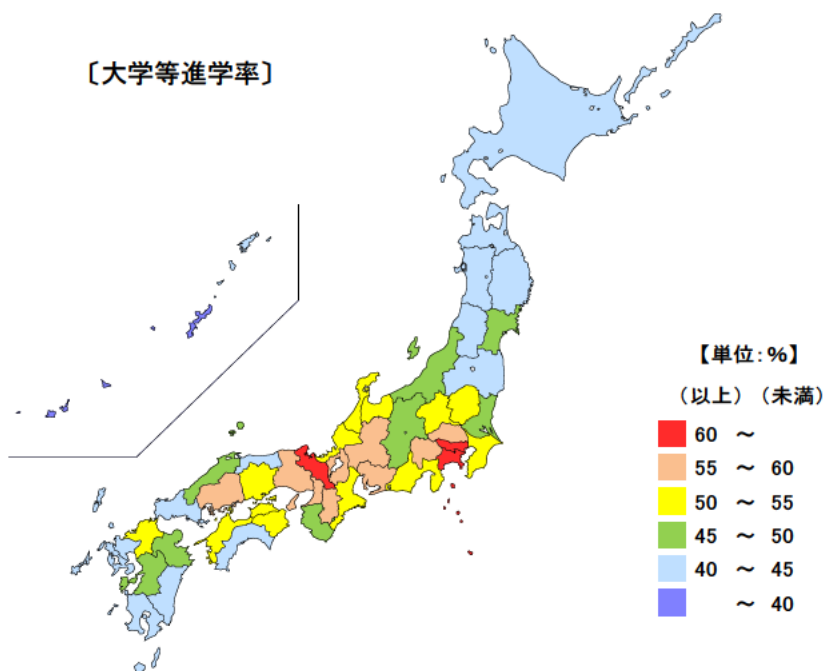 〔大学等進学率〕
【単位:%】
（以上）（未満）
60 ～
55 ～ 60
50 ～ 55
45 ～ 50
40 ～ 45
～ 40